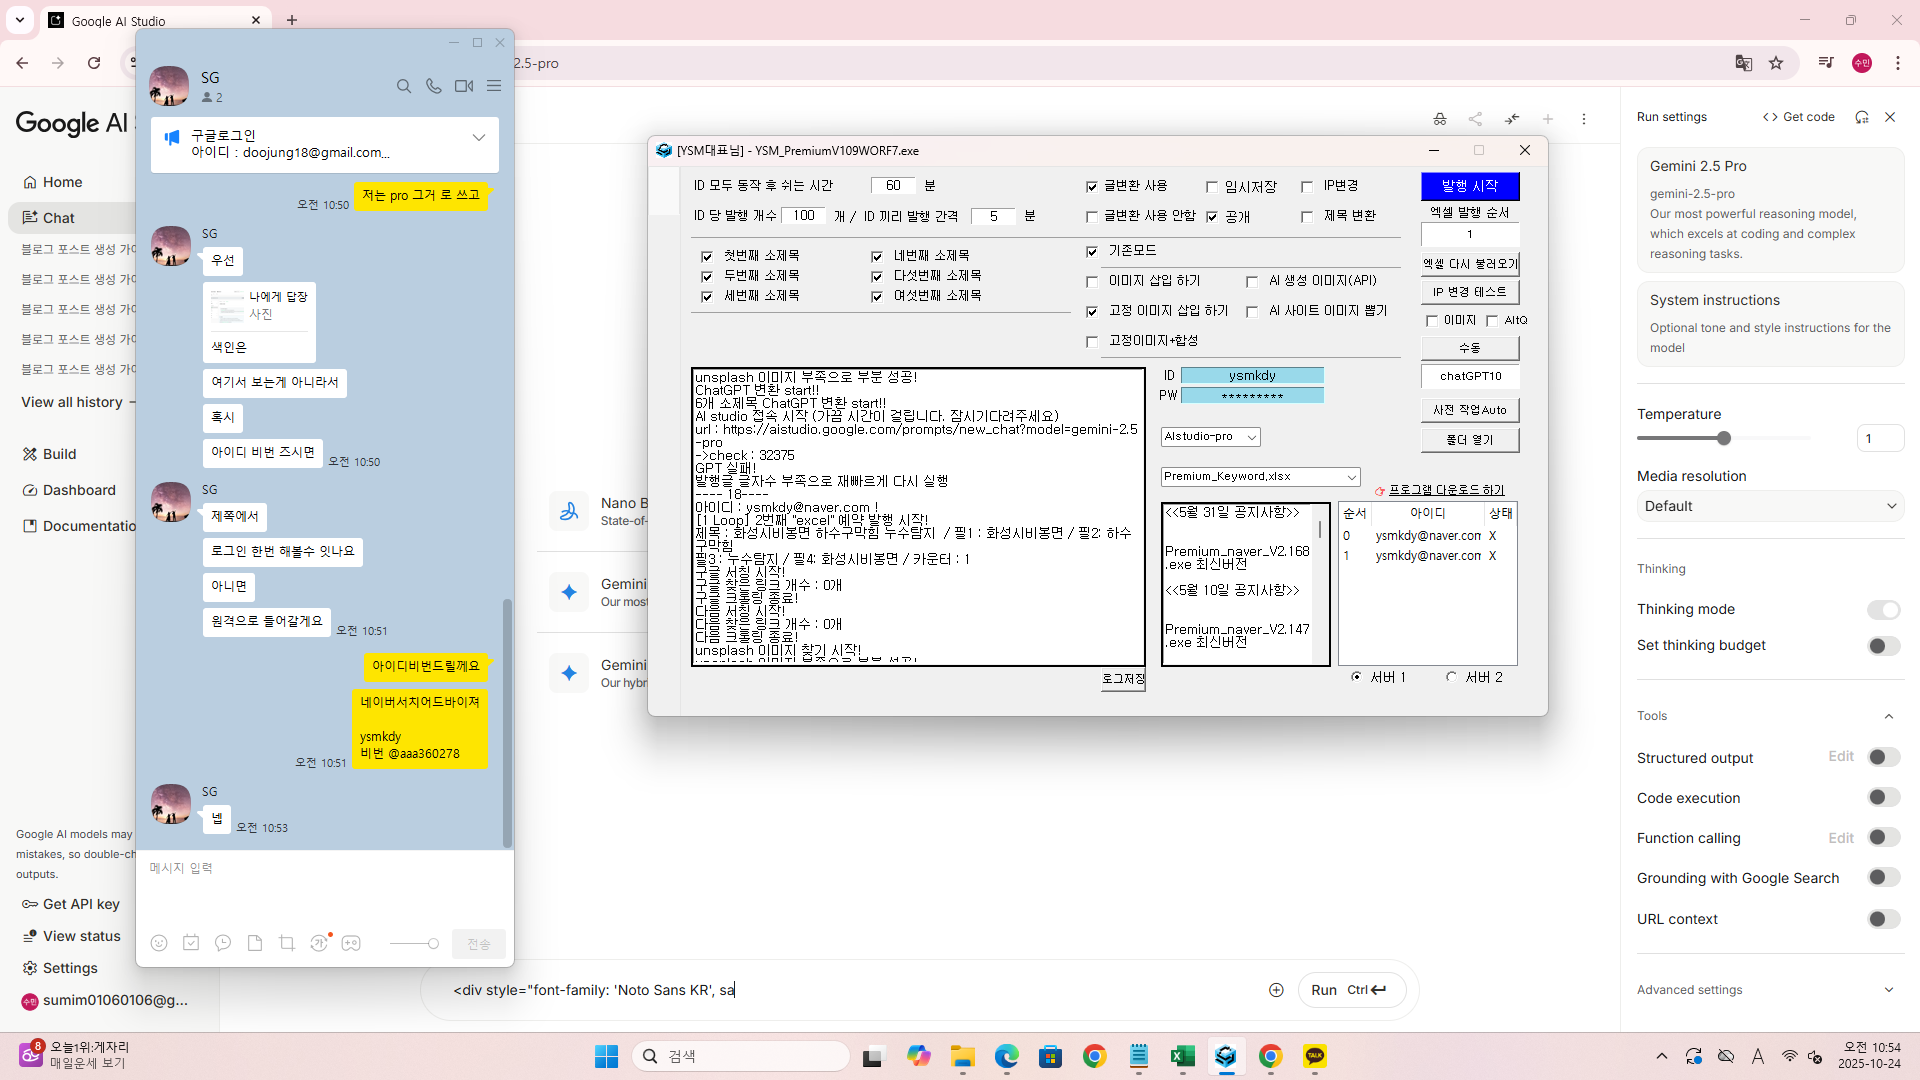 Google AI Studio
2.5-pro
수민
Google AI
Home
Chat
블로그 포스트 생성 가이
블로그 포스트 생성 가이
블로그 포스트 생성 가이
블로그 포스트 생성 가이
블로그 포스트 생성 가이
View all history
Build
Dashboard
Documentatio
Google AI models may
mistakes, so double-ch
outputs.
Get API key
View status
Settings
수민 sumim01060106@g...
SG
2
구글로그인
아이디 : doojung18@gmail.com...
오전 10:50 저는 pro 그거 로 쓰고
SG
우선
나에게 답장
사진
색인은
여기서 보는게 아니라서
혹시
아이디 비번 즈시면 오전 10:50
SG
제쪽에서
로그인 한번 해볼수 잇나요
아니면
원격으로 들어갈게요 오전 10:51
아이디비번드릴께요
네이버서치어드바이져
ysmkdy
비번 @aaa360278
오전 10:51
SG
넵 오전 10:53
메시지 입력
전송
Nano B
State-of-
Gemini
Our most
Gemini
Our hybr
<div style="font-family: 'Noto Sans KR', sa
Run Ctrl
[YSM대표님] - YSM_PremiumV109WORF7.exe
ID 모두 동작 후 쉬는 시간 60 분
ID 당 발행 개수 100 개 / ID 끼리 발행 간격 5 분
글변환 사용 임시저장 IP변경
글변환 사용 안함 공개 제목 변환
첫번째 소제목 네번째 소제목
두번째 소제목 다섯번째 소제목
세번째 소제목 여섯번째 소제목
기존모드
이미지 삽입 하기 AI 생성 이미지(API)
고정 이미지 삽입 하기 AI 사이트 이미지 뽑기
고정이미지+합성
발행 시작
엑셀 발행 순서
1
엑셀 다시 불러오기
IP 변경 테스트
이미지 AltQ
수동
chatGPT10
사전 작업Auto
폴더 열기
unsplash 이미지 부족으로 부분 성공!
ChatGPT 변환 start!!
6개 소제목 ChatGPT 변환 start!!
AI studio 접속 시작 (가끔 시간이 걸립니다. 잠시기다려주세요)
url : https://aistudio.google.com/prompts/new_chat?model=gemini-2.5
-pro
->check : 32375
GPT 실패!
발행글 글자수 부족으로 재빠르게 다시 실행
---- 18----
아이디 : ysmkdy@naver.com !
[1 Loop] 2번째 "excel" 예약 발행 시작!
제목 : 화성시비봉면 하수구막힘 누수탐지 / 필1 : 화성시비봉면 / 필2: 하수
구막힘
필3 : 누수탐지 / 필4: 화성시비봉면 / 카운터 : 1
구글 서칭 시작!
구글 찾은 링크 개수 : 0개
구글 크롤링 종료!
다음 서칭 시작!
다음 찾은 링크 개수 : 0개
다음 크롤링 종료!
unsplash 이미지 찾기 시작!
unsplash 이미지 부족으로 부분 성공!
로그저장
ID ysmkdy
PW *********
AIstudio-pro
Premium_Keyword.xlsx
프로그램 다운로드 하기
<<5월 31일 공지사항>>
Premium_naver_V2.168
.exe 최신버전
<<5월 10일 공지사항>>
Premium_naver_V2.147
.exe 최신버전
순서 아이디 상태
0 ysmkdy@naver.com X
1 ysmkdy@naver.com X
서버 1 서버 2
Run settings
Get code
Gemini 2.5 Pro
gemini-2.5-pro
Our most powerful reasoning model,
which excels at coding and complex
reasoning tasks.
System instructions
Optional tone and style instructions for the
model
Temperature
1
Media resolution
Default
Thinking
Thinking mode
Set thinking budget
Tools
Structured output Edit
Code execution
Function calling Edit
Grounding with Google Search
URL context
Advanced settings
8
오늘1위:게자리
매일운세 보기
검색
TALK
A
오전 10:54
2025-10-24